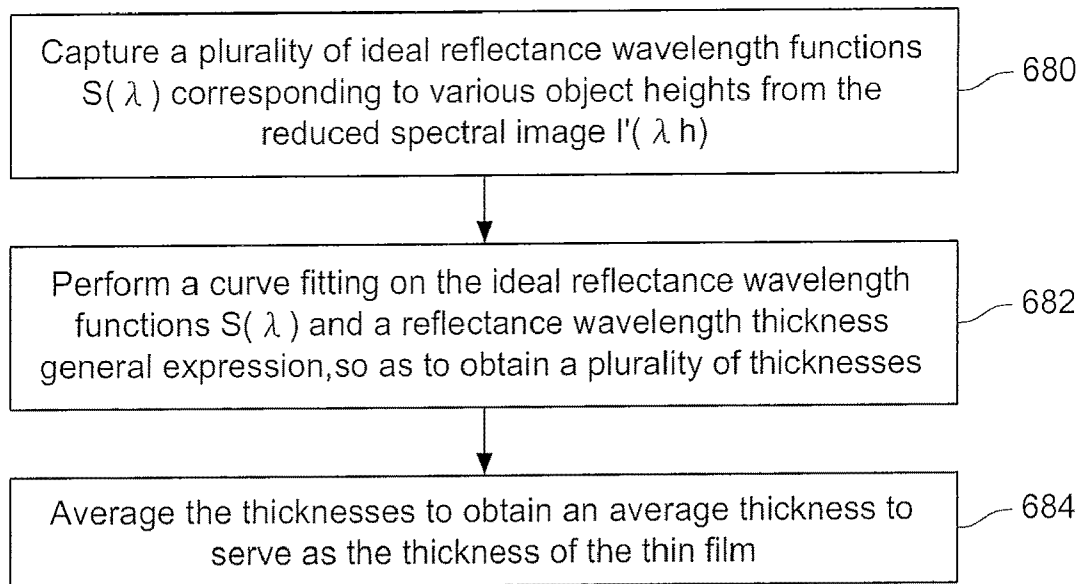 Capture a plurality of ideal reflectance wavelength functions
S( λ ) corresponding to various object heights from the
reduced spectral image I'( λ h)
680
Perform a curve fitting on the ideal reflectance wavelength
functions S( λ ) and a reflectance wavelength thickness
general expression,so as to obtain a plurality of thicknesses
682
Average the thicknesses to obtain an average thickness to
serve as the thickness of the thin film
684